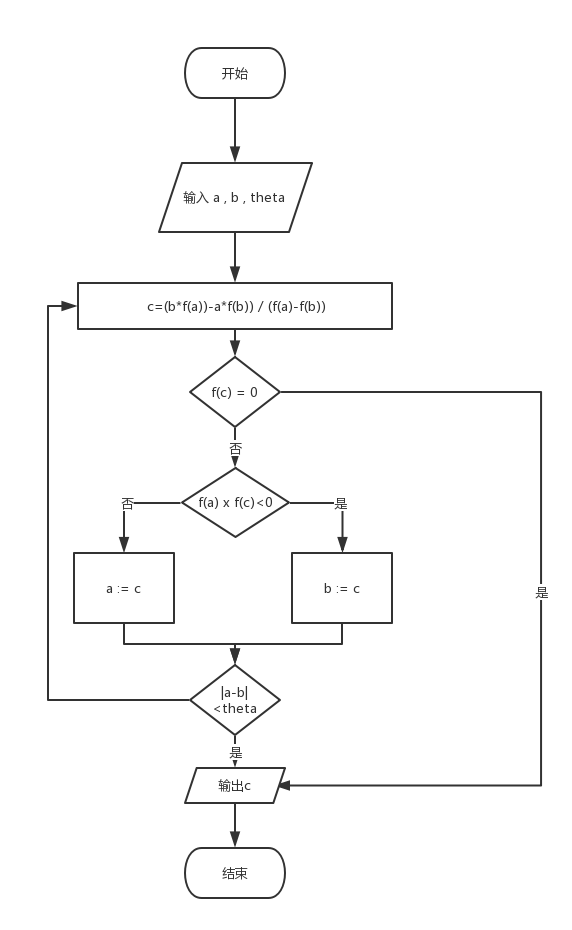 开始
输入 a , b , theta
c=(b*f(a))-a*f(b)) / (f(a)-f(b))
f(c) = 0
否
f(a) x f(c)<0
否
是
a := c
b := c
是
|a-b|
<theta
是
输出c
结束